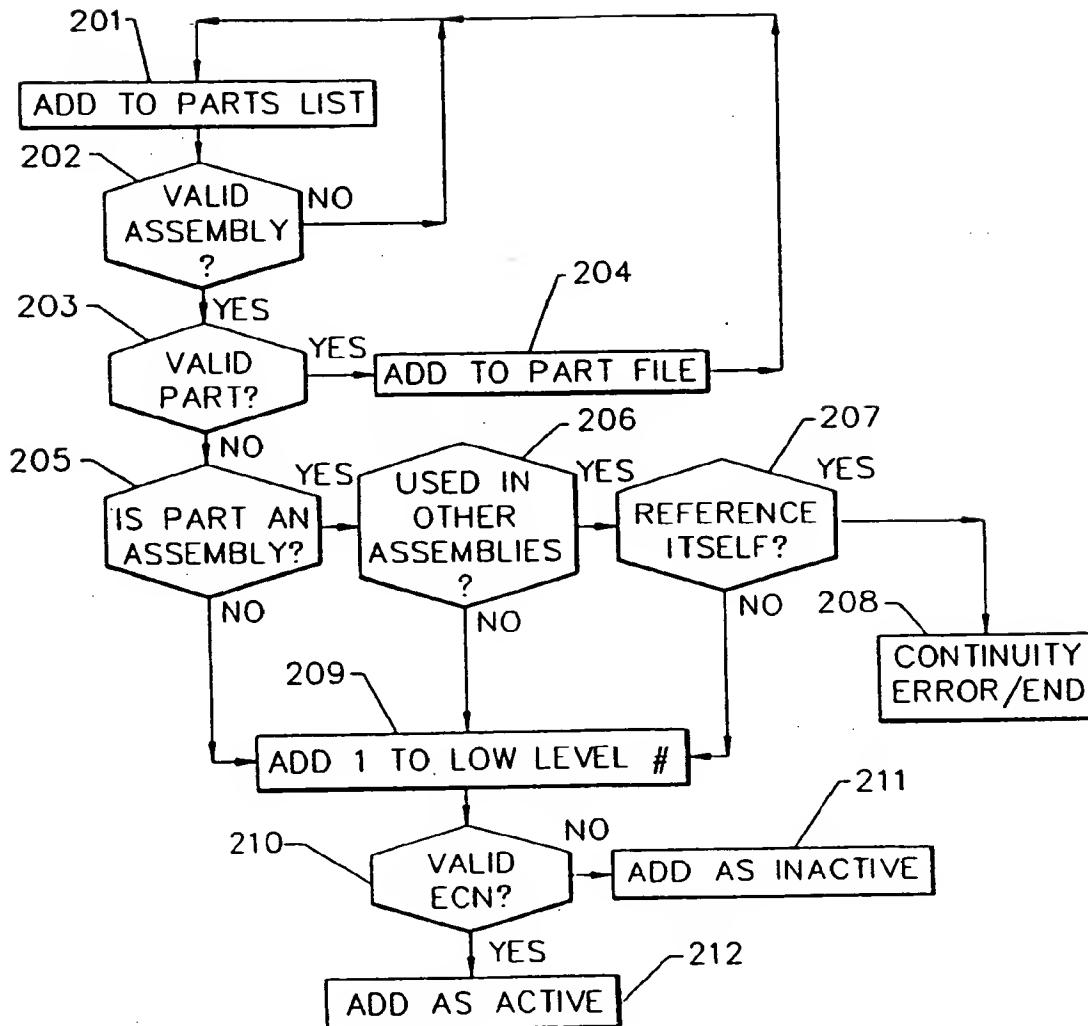 201
ADD TO PARTS LIST
202
VALID
ASSEMBLY
?
NO
YES
203
VALID
PART?
YES
204
ADD TO PART FILE
NO
205
IS PART AN
ASSEMBLY?
YES
206
USED IN
OTHER
ASSEMBLIES
?
YES
207
REFERENCE
ITSELF?
YES
NO
NO
NO
208
CONTINUITY
ERROR/END
209
ADD 1 TO LOW LEVEL #
210
VALID
ECN?
NO
211
ADD AS INACTIVE
YES
212
ADD AS ACTIVE